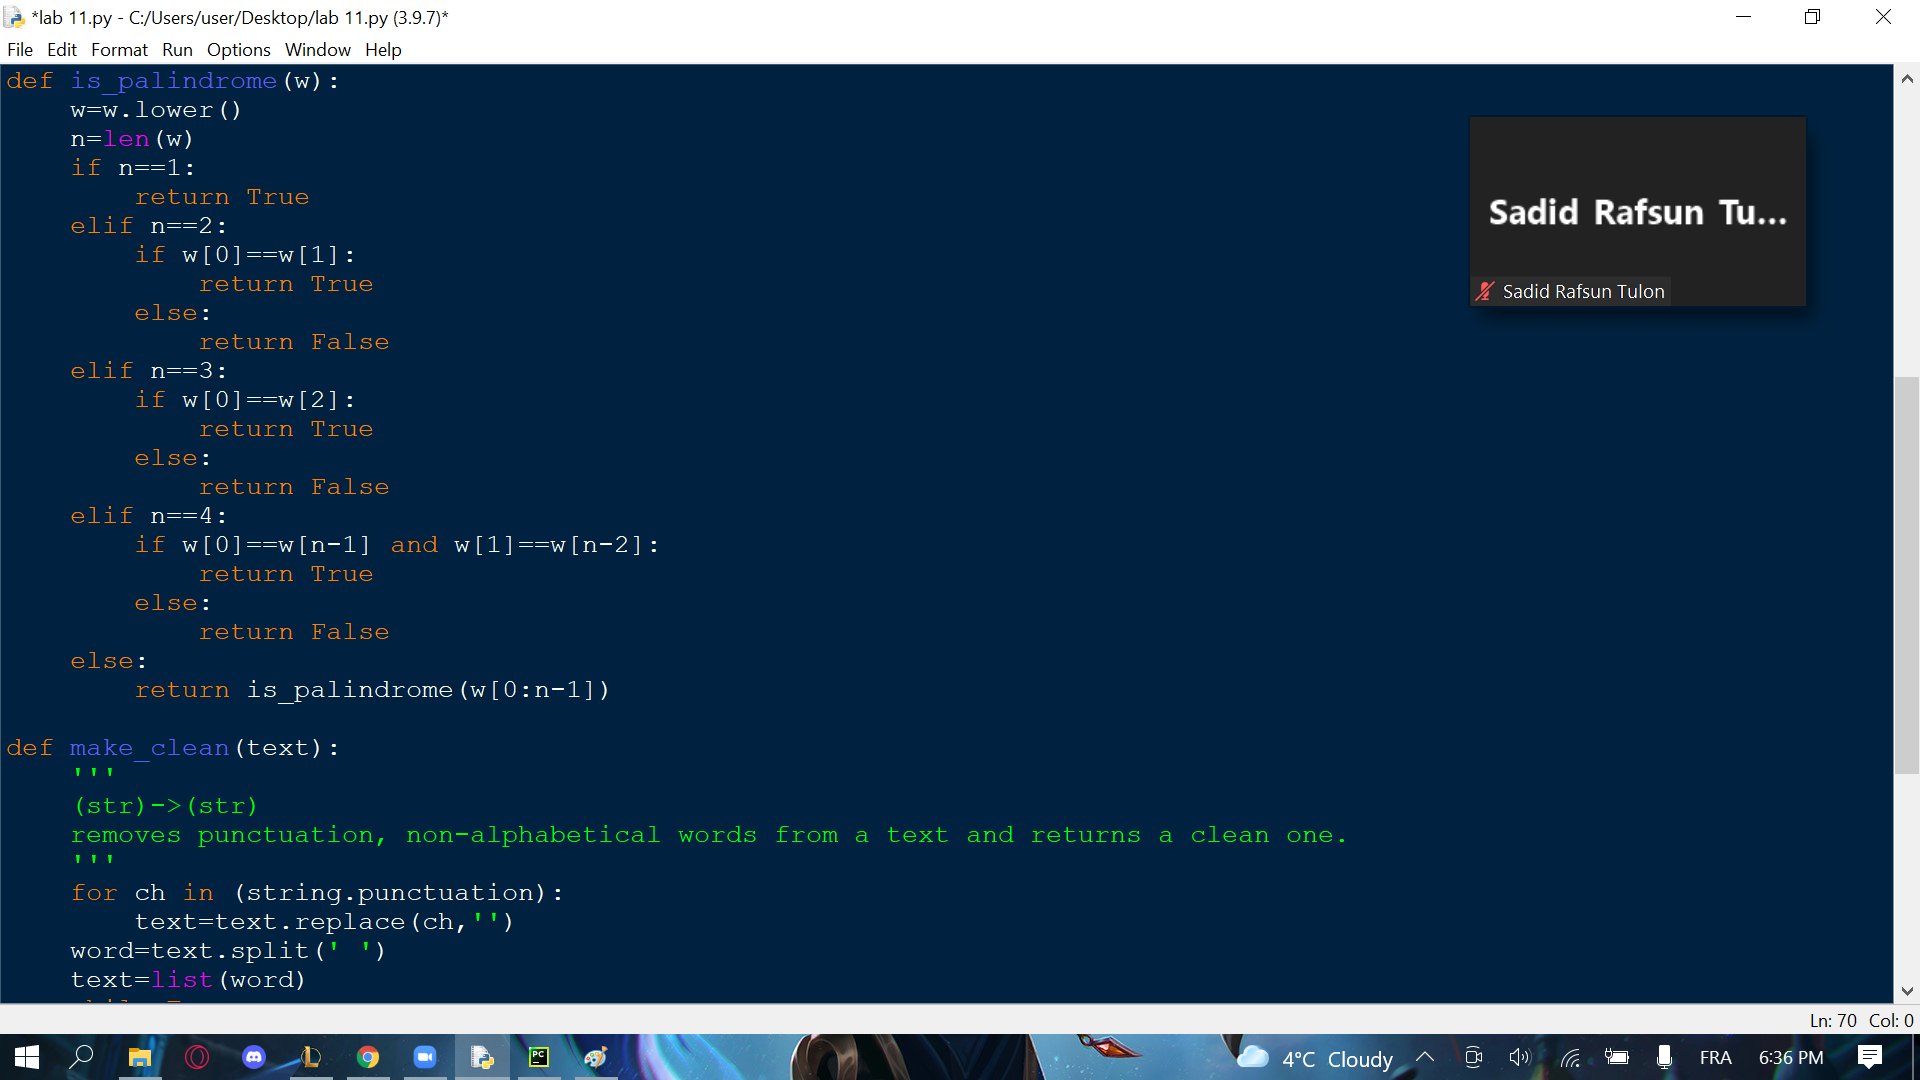 *lab 11.py - C:/Users/user/Desktop/lab 11.py (3.9.7)*
File Edit Format Run Options Window Help
def is_palindrome(w):
    w=w.lower()
    n=len(w)
    if n==1:
        return True
    elif n==2:
        if w[0]==w[1]:
            return True
        else:
            return False
    elif n==3:
        if w[0]==w[2]:
            return True
        else:
            return False
    elif n==4:
        if w[0]==w[n-1] and w[1]==w[n-2]:
            return True
        else:
            return False
    else:
        return is_palindrome(w[0:n-1])
def make_clean(text):
    '''
    (str)->(str)
    removes punctuation, non-alphabetical words from a text and returns a clean one.
    '''
    for ch in (string.punctuation):
        text=text.replace(ch,'')
    word=text.split(' ')
    text=list(word)
Sadid Rafsun Tu...
Sadid Rafsun Tulon
Ln: 70 Col: 0
PC
4°C Cloudy
FRA
6:36 PM